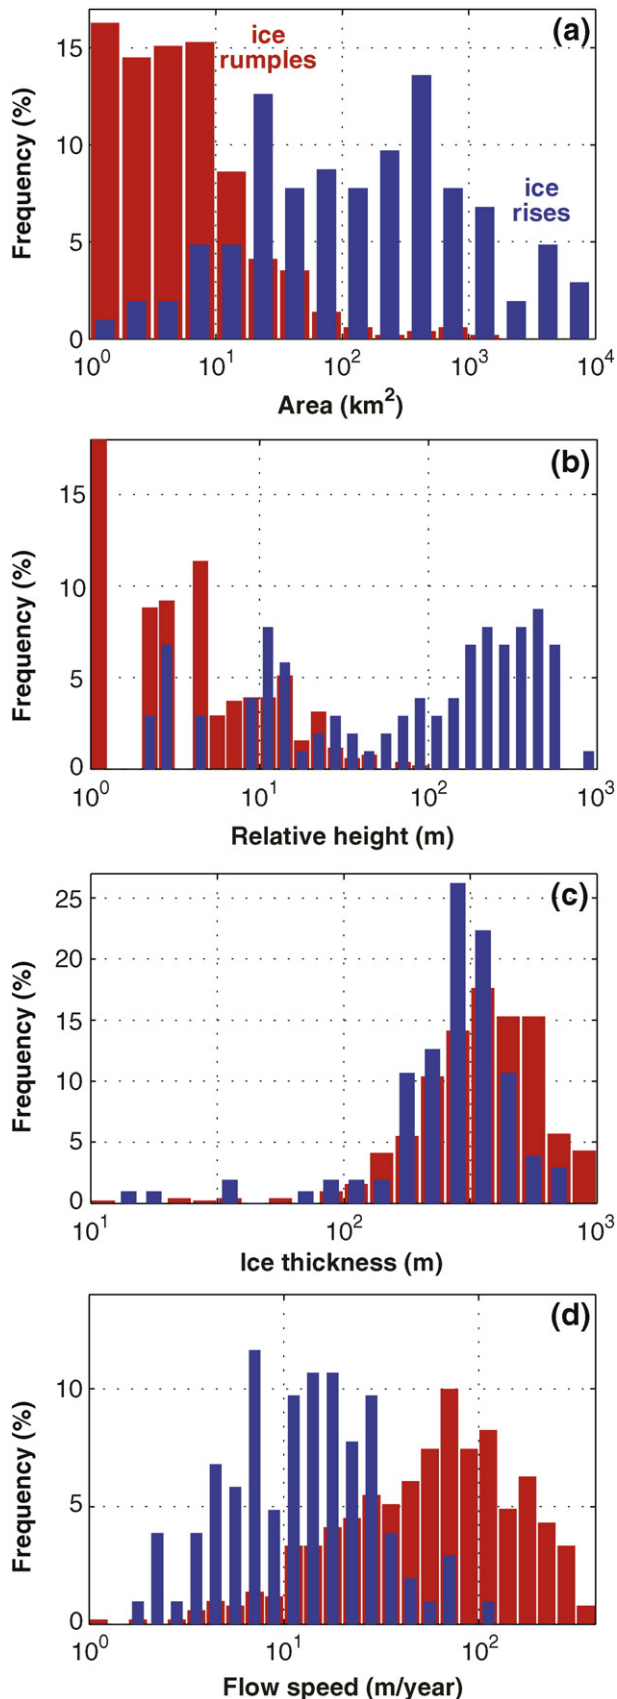 (a)
ice
rumples
ice
rises
Frequency (%)
15
10
5
0
10^0 10^1 10^2 10^3 10^4
Area (km^2)
(b)
Frequency (%)
15
10
5
0
10^0 10^1 10^2 10^3
Relative height (m)
(c)
Frequency (%)
25
20
15
10
5
0
10^1 10^2 10^3
Ice thickness (m)
(d)
Frequency (%)
10
5
0
10^0 10^1 10^2
Flow speed (m/year)